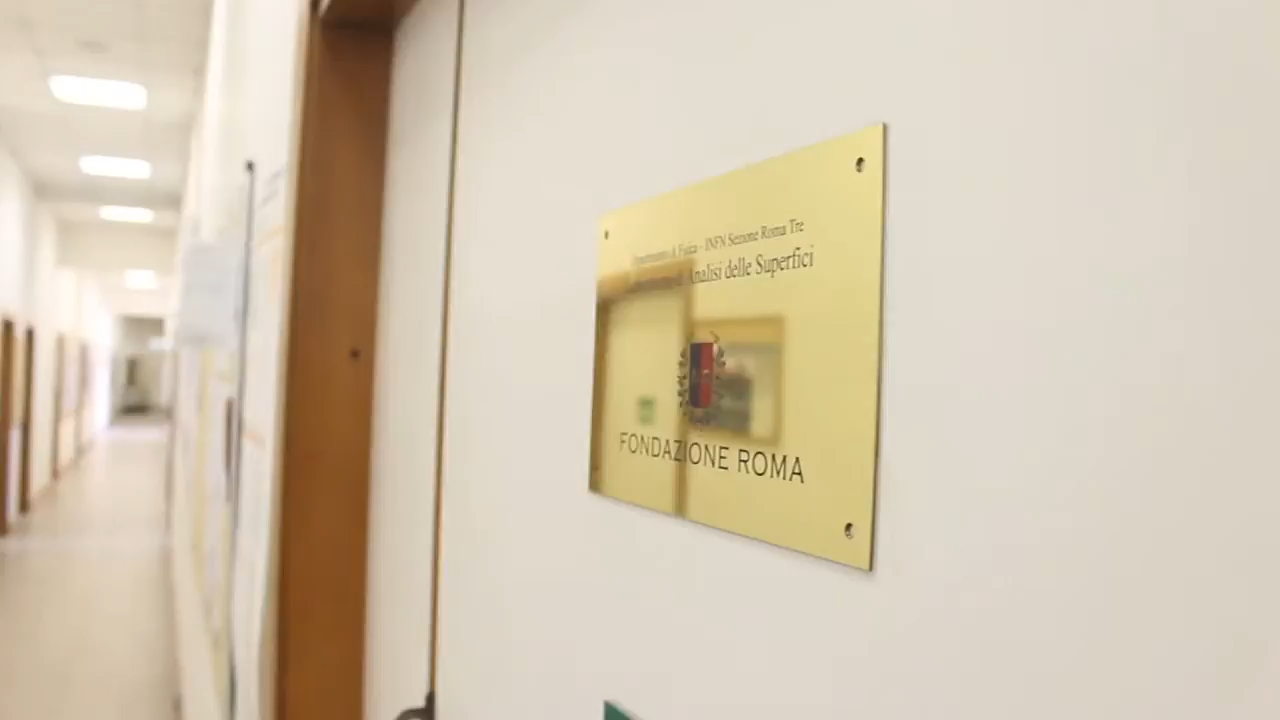 Dipartimento di Fisica - INFN Sezione Roma Tre
Analisi delle Superfici
FONDAZIONE ROMA